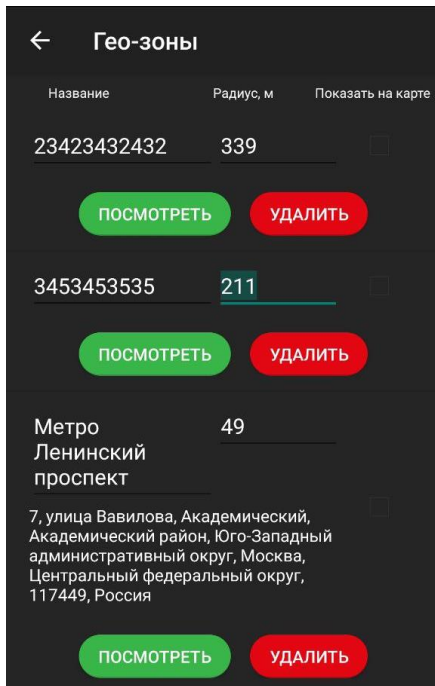 Гео-зоны
Название Радиус, м Показать на карте
23423432432 339
ПОСМОТРЕТЬ УДАЛИТЬ
3453453535 211
ПОСМОТРЕТЬ УДАЛИТЬ
Метро 49
Ленинский
проспект
7, улица Вавилова, Академический,
Академический район, Юго-Западный
административный округ, Москва,
Центральный федеральный округ,
117449, Россия
ПОСМОТРЕТЬ УДАЛИТЬ